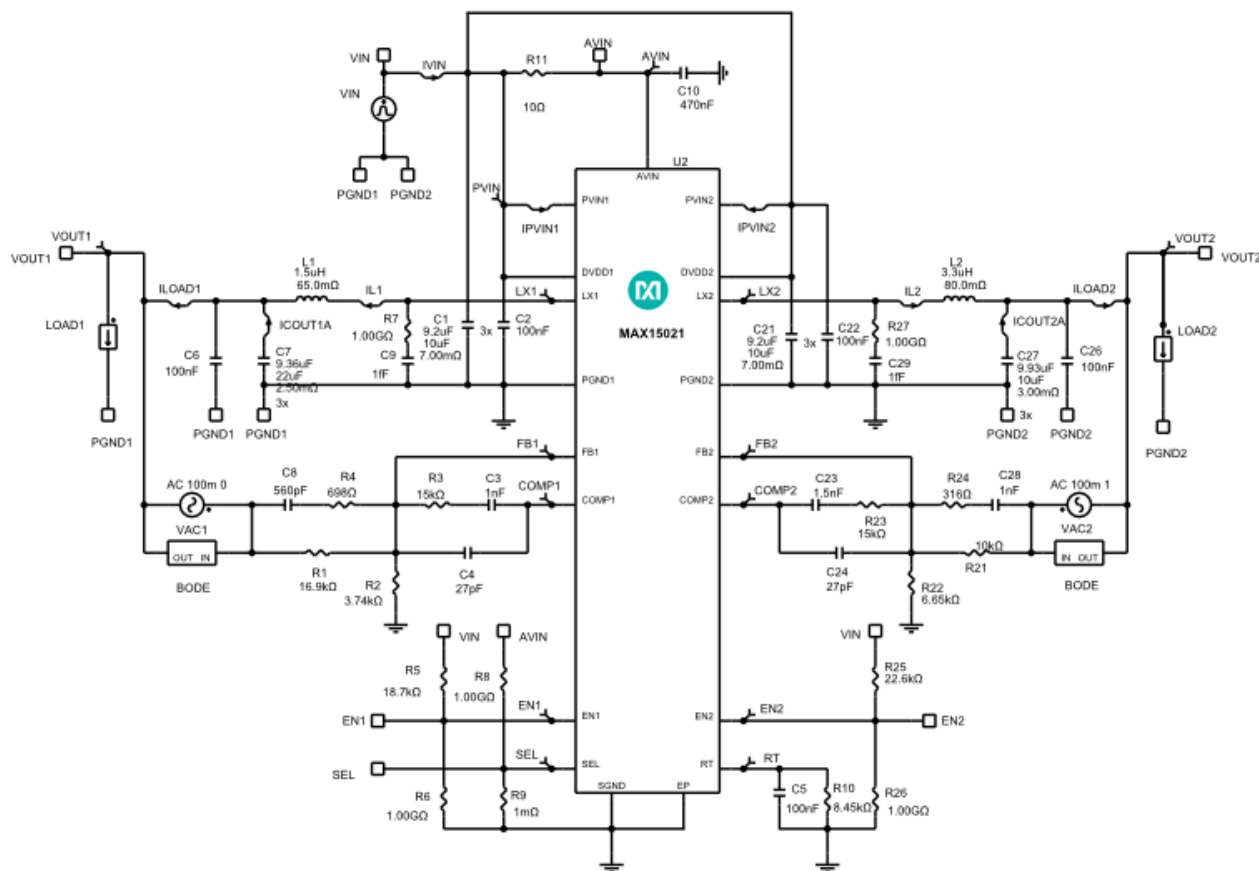 VIN
IVIN
R11
10Ω
AVIN
AVIN
C10
470nF
VIN
PGND1
PGND2
U2
AVIN
PVIN
IPVIN1
PVIN1
PVIN2
IPVIN2
VOUT1
VOUT1
VOUT2
VOUT2
DVDD1
DVDD2
ILOAD1
L1
1.5uH
65.0mΩ
IL1
LX1
LX1
LX2
LX2
IL2
L2
3.3uH
80.0mΩ
ILOAD2
MAX15021
LOAD1
ICOUT1A
R7
1.00GΩ
C1
9.2uF
10uF
7.00mΩ
3x
C2
100nF
C21
9.2uF
10uF
7.00mΩ
3x
C22
100nF
R27
1.00GΩ
ICOUT2A
LOAD2
C6
100nF
C7
9.36uF
22uF
2.50mΩ
3x
C9
1fF
C29
1fF
C27
9.93uF
10uF
3.00mΩ
3x
C26
100nF
PGND1
PGND2
PGND1
PGND1
PGND1
PGND2
PGND2
PGND2
FB1
FB1
FB2
FB2
AC 100m 0
VAC1
C8
560pF
R4
698Ω
R3
15kΩ
C3
1nF
COMP1
COMP1
COMP2
COMP2
C23
1.5nF
R23
15kΩ
R24
316Ω
C28
1nF
AC 100m 1
VAC2
OUT IN
BODE
R1
16.9kΩ
R2
3.74kΩ
C4
27pF
C24
27pF
R22
6.65kΩ
10kΩ
R21
IN OUT
BODE
VIN
AVIN
VIN
R5
18.7kΩ
R8
1.00GΩ
R25
22.6kΩ
EN1
EN1
EN1
EN2
EN2
EN2
SEL
SEL
SEL
RT
RT
R6
1.00GΩ
R9
1mΩ
SGND
EP
C5
100nF
R10
8.45kΩ
R26
1.00GΩ